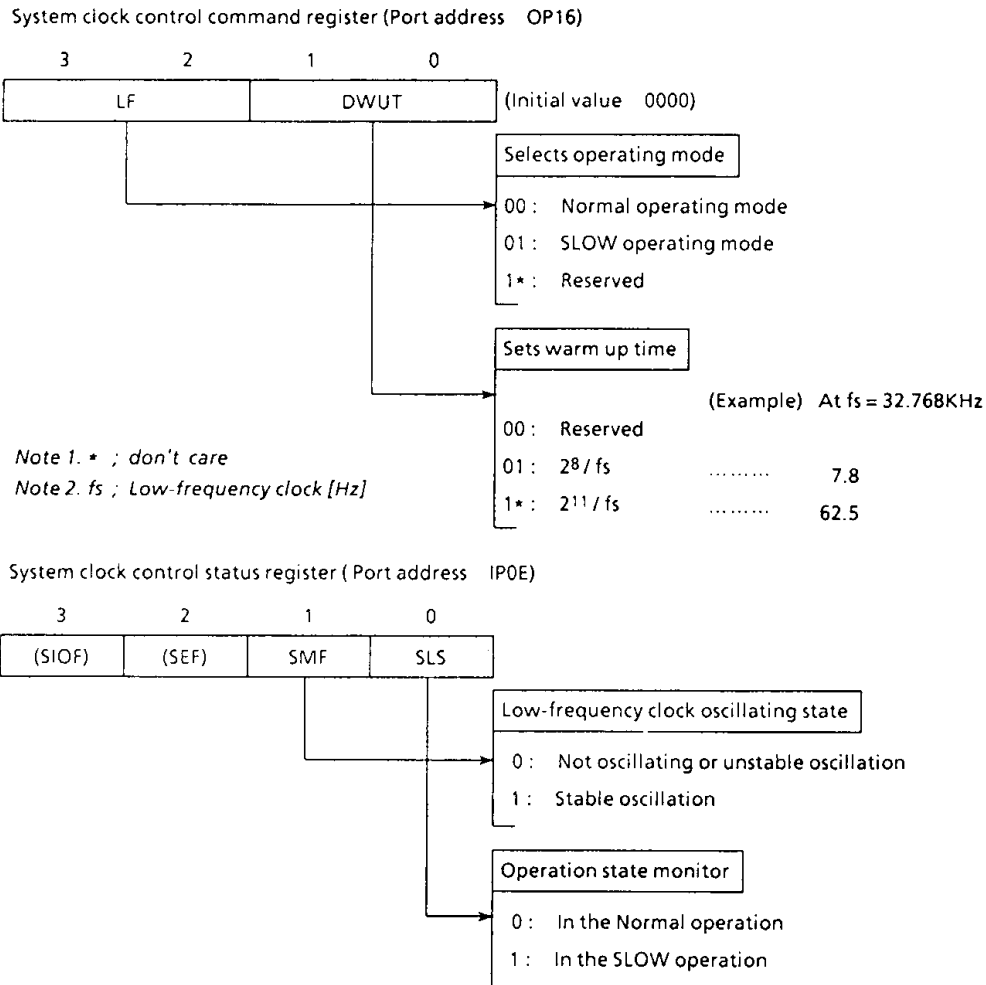 System clock control command register (Port address OP16)
3 2 1 0
LF DWUT (Initial value 0000)
Selects operating mode
00 : Normal operating mode
01 : SLOW operating mode
1* : Reserved
Sets warm up time
(Example) At fs = 32.768KHz
00 : Reserved
01 : 2⁸ / fs ......... 7.8
1* : 2¹¹ / fs ......... 62.5
Note 1. * ; don't care
Note 2. fs ; Low-frequency clock [Hz]
System clock control status register ( Port address IP0E)
3 2 1 0
(SIOF) (SEF) SMF SLS
Low-frequency clock oscillating state
0 : Not oscillating or unstable oscillation
1 : Stable oscillation
Operation state monitor
0 : In the Normal operation
1 : In the SLOW operation